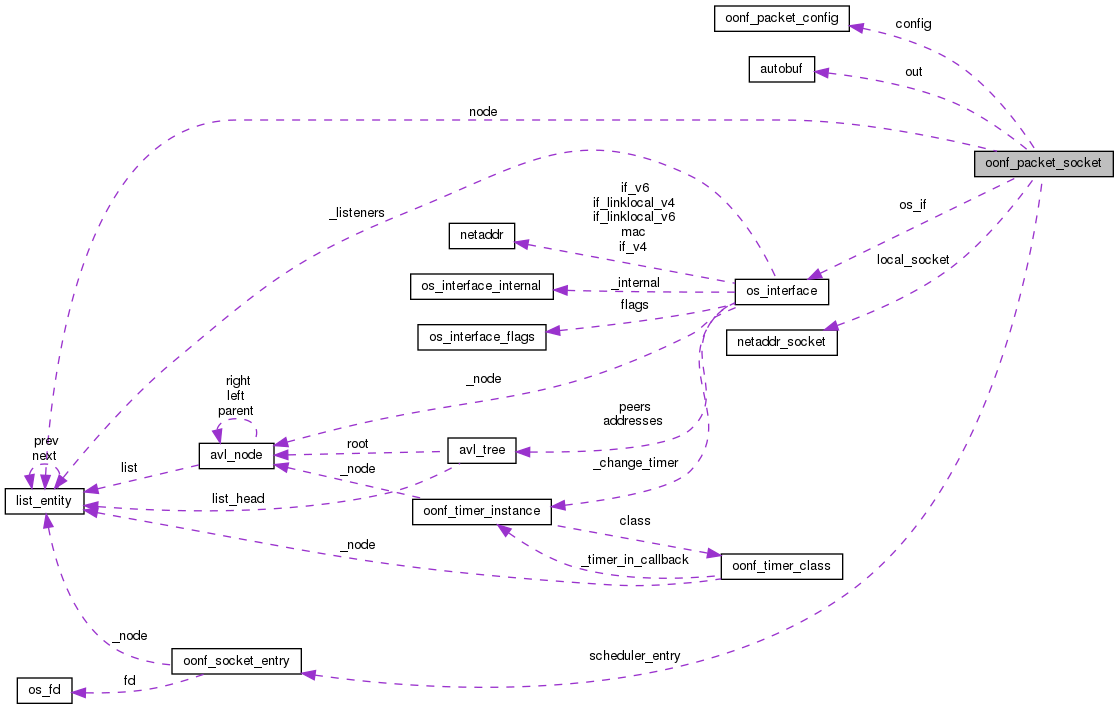 oonf_packet_config
config
autobuf
out
node
oonf_packet_socket
_listeners
if_v6
if_linklocal_v4
if_linklocal_v6
mac
if_v4
os_if
netaddr
local_socket
os_interface_internal
_internal
os_interface
flags
os_interface_flags
netaddr_socket
right
left
parent
_node
peers
addresses
prev
next
avl_node
root
avl_tree
list
_node
_change_timer
list_entity
list_head
oonf_timer_instance
class
_node
_timer_in_callback
oonf_timer_class
_node
oonf_socket_entry
scheduler_entry
os_fd
fd